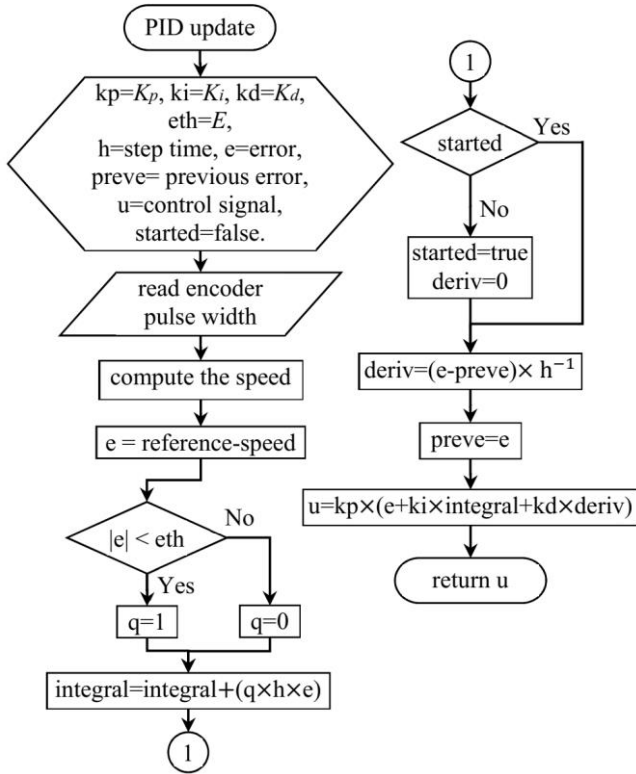 PID update
kp=Kp, ki=Ki, kd=Kd,
eth=E,
h=step time, e=error,
preve= previous error,
u=control signal,
started=false.
read encoder
pulse width
compute the speed
e = reference-speed
|e| < eth
No
Yes
q=1
q=0
integral=integral+(q×h×e)
1
1
started
Yes
No
started=true
deriv=0
deriv=(e-preve)× h⁻¹
preve=e
u=kp×(e+ki×integral+kd×deriv)
return u